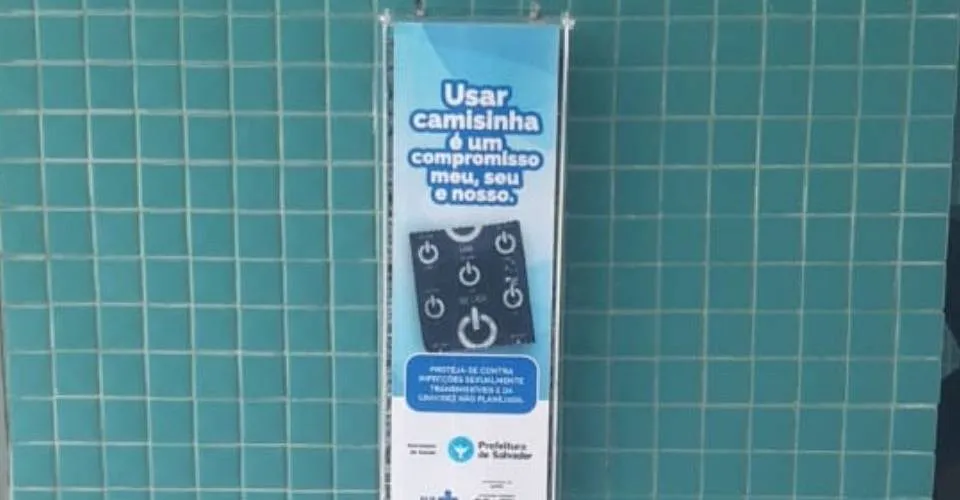 Usar
camisinha
é um
compromisso
meu, seu
e nosso.
PROTEJA-SE CONTRA
INFECÇÕES SEXUALMENTE
TRANSMISSÍVEIS E DA
GRAVIDEZ NÃO PLANEJADA.
Prefeitura
de Salvador